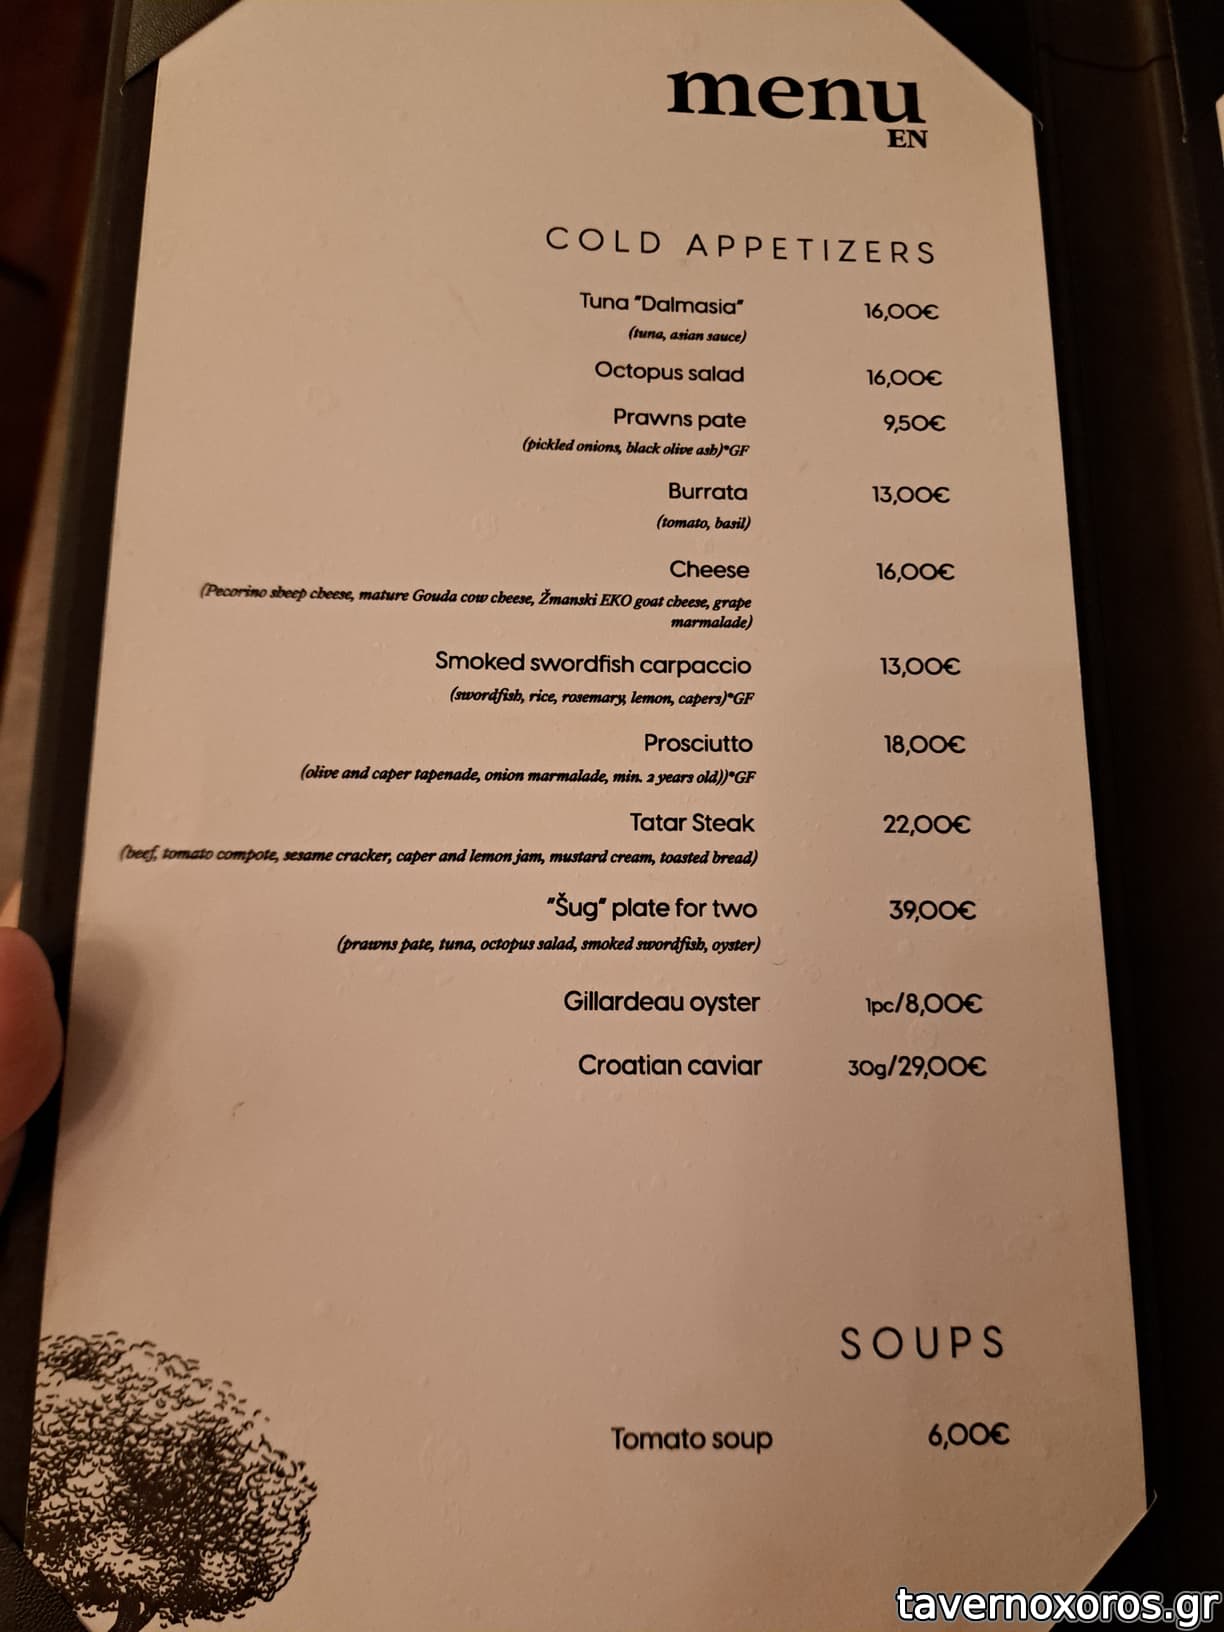 menu
EN
COLD APPETIZERS
Tuna "Dalmasia" 16,00€
(tuna, asian sauce)
Octopus salad 16,00€
Prawns pate 9,50€
(pickled onions, black olive ash)*GF
Burrata 13,00€
(tomato, basil)
Cheese 16,00€
(Pecorino sheep cheese, mature Gouda cow cheese, Žmanski EKO goat cheese, grape
marmalade)
Smoked swordfish carpaccio 13,00€
(swordfish, rice, rosemary, lemon, capers)*GF
Prosciutto 18,00€
(olive and caper tapenade, onion marmalade, min. 2 years old))*GF
Tatar Steak 22,00€
(beef, tomato compote, sesame cracker, caper and lemon jam, mustard cream, toasted bread)
"Šug" plate for two 39,00€
(prawns pate, tuna, octopus salad, smoked swordfish, oyster)
Gillardeau oyster 1pc/8,00€
Croatian caviar 30g/29,00€
SOUPS
Tomato soup 6,00€
tavernoxoros.gr